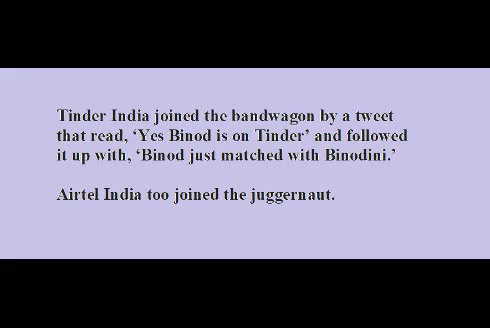 Tinder India joined the bandwagon by a tweet
that read, ‘Yes Binod is on Tinder’ and followed
it up with, ‘Binod just matched with Binodini.’
Airtel India too joined the juggernaut.